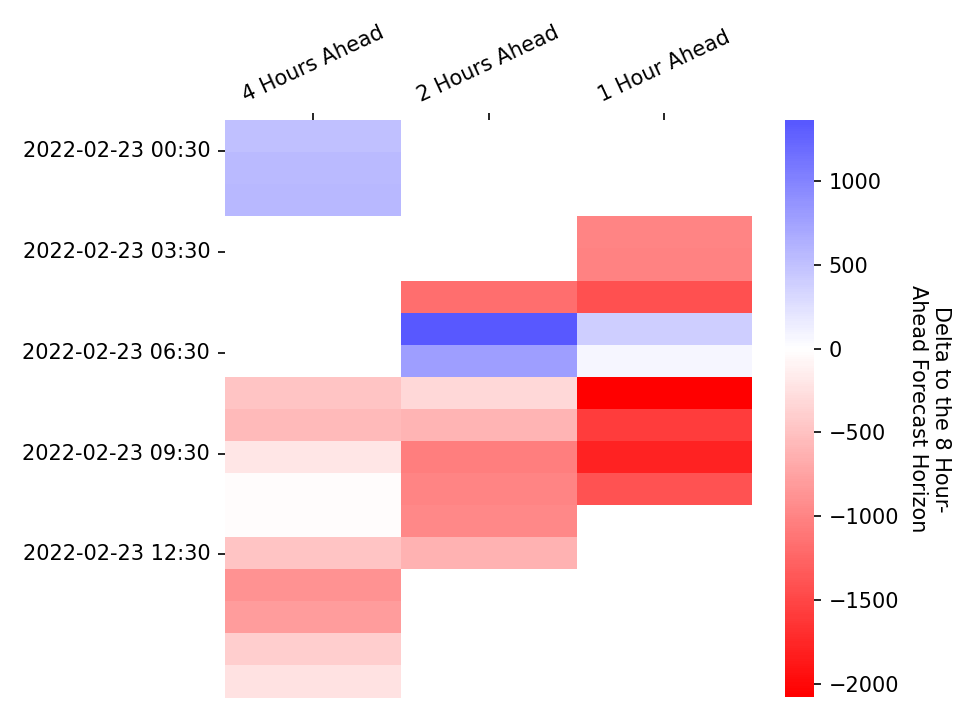 4 Hours Ahead
2 Hours Ahead
1 Hour Ahead
2022-02-23 00:30
2022-02-23 03:30
2022-02-23 06:30
2022-02-23 09:30
2022-02-23 12:30
1000
500
0
−500
−1000
−1500
−2000
Delta to the 8 Hour-
Ahead Forecast Horizon